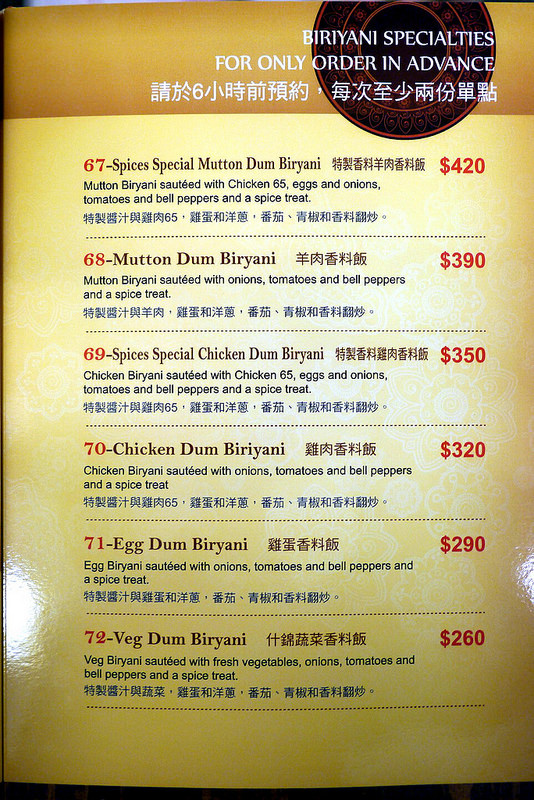 BIRIYANI SPECIALTIES
FOR ONLY ORDER IN ADVANCE
請於6小時前預約，每次至少兩份單點
67-Spices Special Mutton Dum Biryani 特製香料羊肉香料飯 $420
Mutton Biryani sautéed with Chicken 65, eggs and onions,
tomatoes and bell peppers and a spice treat.
特製醬汁與雞肉65，雞蛋和洋蔥，番茄、青椒和香料翻炒。
68-Mutton Dum Biryani 羊肉香料飯 $390
Mutton Biryani sautéed with onions, tomatoes and bell peppers
and a spice treat.
特製醬汁與羊肉，雞蛋和洋蔥，番茄、青椒和香料翻炒。
69-Spices Special Chicken Dum Biryani 特製香料雞肉香料飯 $350
Chicken Biryani sautéed with Chicken 65, eggs and onions,
tomatoes and bell peppers and a spice treat.
特製醬汁與雞肉65，雞蛋和洋蔥，番茄、青椒和香料翻炒。
70-Chicken Dum Biriyani 雞肉香料飯 $320
Chicken Biryani sautéed with onions, tomatoes and bell peppers
and a spice treat
特製醬汁與雞肉65，雞蛋和洋蔥，番茄、青椒和香料翻炒。
71-Egg Dum Biryani 雞蛋香料飯 $290
Egg Biryani sautéed with onions, tomatoes and bell peppers and
a spice treat.
特製醬汁與雞蛋和洋蔥，番茄、青椒和香料翻炒。
72-Veg Dum Biryani 什錦蔬菜香料飯 $260
Veg Biryani sautéed with fresh vegetables, onions, tomatoes and
bell peppers and a spice treat.
特製醬汁與蔬菜，雞蛋和洋蔥，番茄、青椒和香料翻炒。